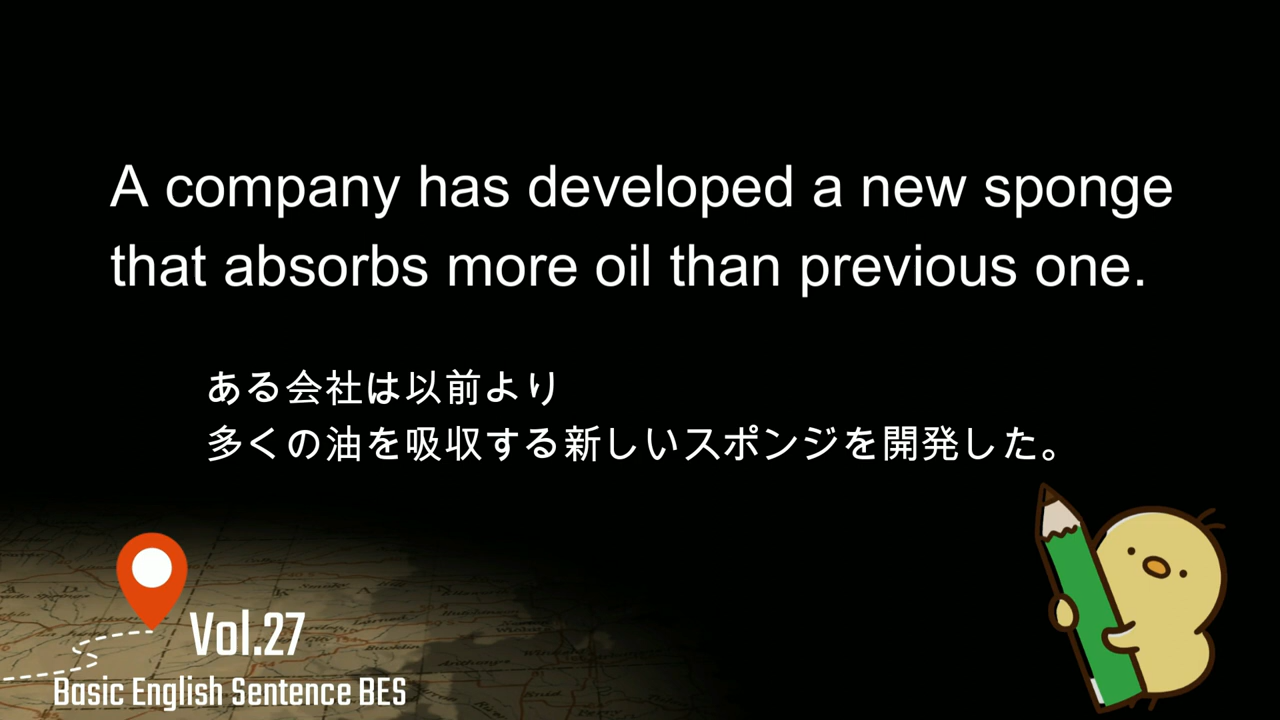 A company has developed a new sponge
that absorbs more oil than previous one.
ある会社は以前より
多くの油を吸収する新しいスポンジを開発した。
Vol.27
Basic English Sentence BES